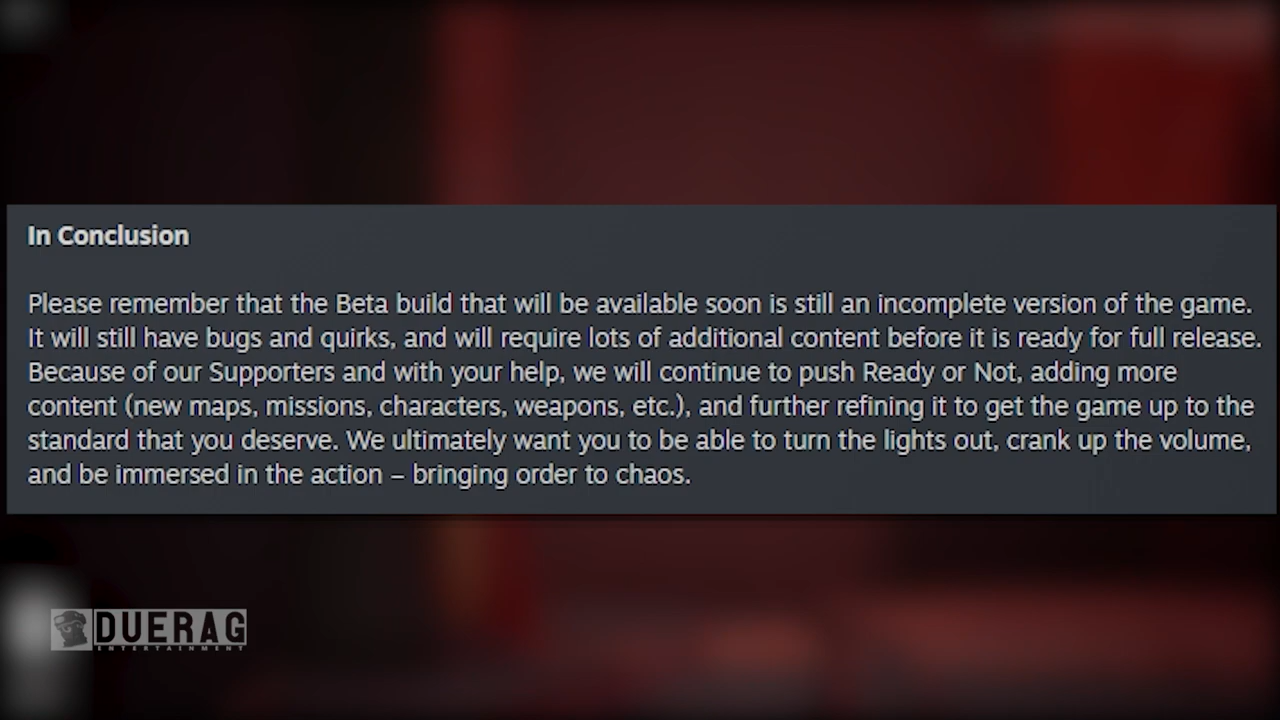 In Conclusion
Please remember that the Beta build that will be available soon is still an incomplete version of the game.
It will still have bugs and quirks, and will require lots of additional content before it is ready for full release.
Because of our Supporters and with your help, we will continue to push Ready or Not, adding more
content (new maps, missions, characters, weapons, etc.), and further refining it to get the game up to the
standard that you deserve. We ultimately want you to be able to turn the lights out, crank up the volume,
and be immersed in the action – bringing order to chaos.
DUERAG
ENTERTAINMENT